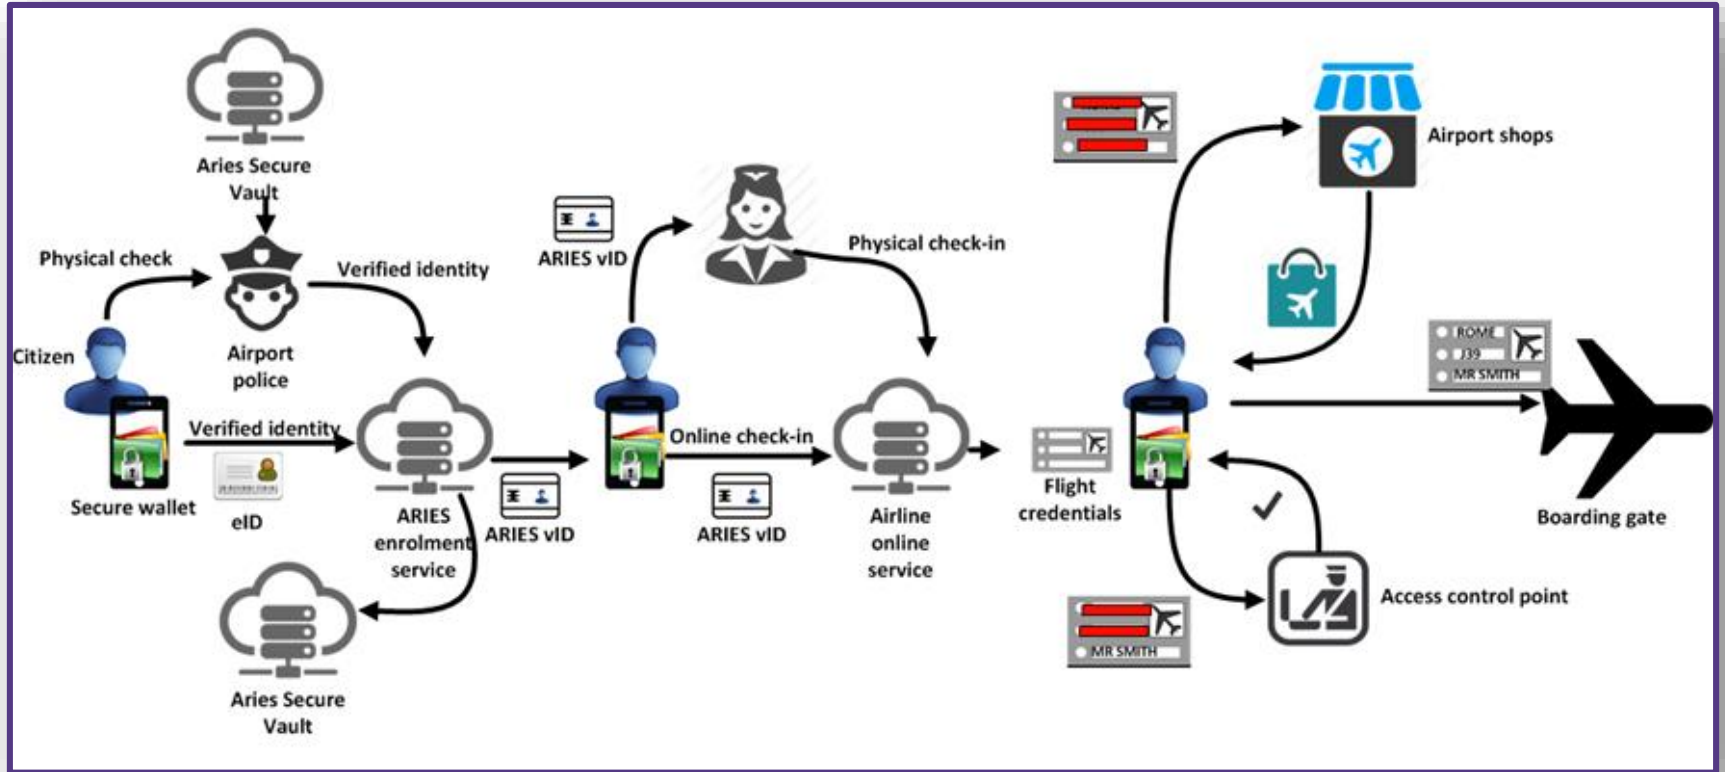 Aries Secure
Vault
Physical check
Verified identity
Citizen
Airport
police
Verified identity
Secure wallet
eID
ARIES
enrolment
service
ARIES vID
Aries Secure
Vault
ARIES vID
Physical check-in
Online check-in
ARIES vID
Airline
online
service
Flight
credentials
Airport shops
ROME
J39
MR SMITH
Boarding gate
Access control point
MR SMITH